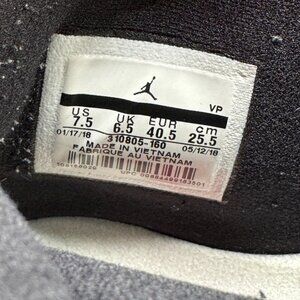 VP
US UK EUR cm
7.5 6.5 40.5 25.5
01/17/18 310805-160 05/12/18
MADE IN VIETNAM
FABRIQUE AU VIETNAM
UPC